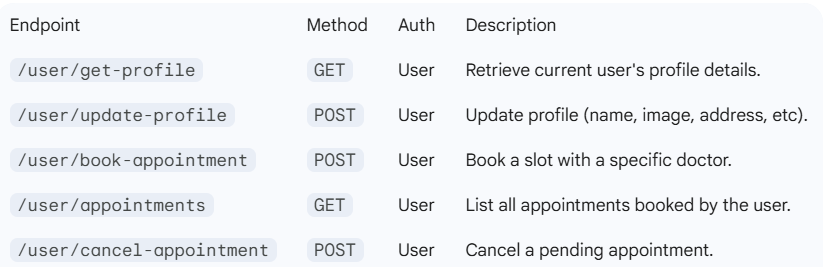 Endpoint Method Auth Description
/user/get-profile GET User Retrieve current user's profile details.
/user/update-profile POST User Update profile (name, image, address, etc).
/user/book-appointment POST User Book a slot with a specific doctor.
/user/appointments GET User List all appointments booked by the user.
/user/cancel-appointment POST User Cancel a pending appointment.